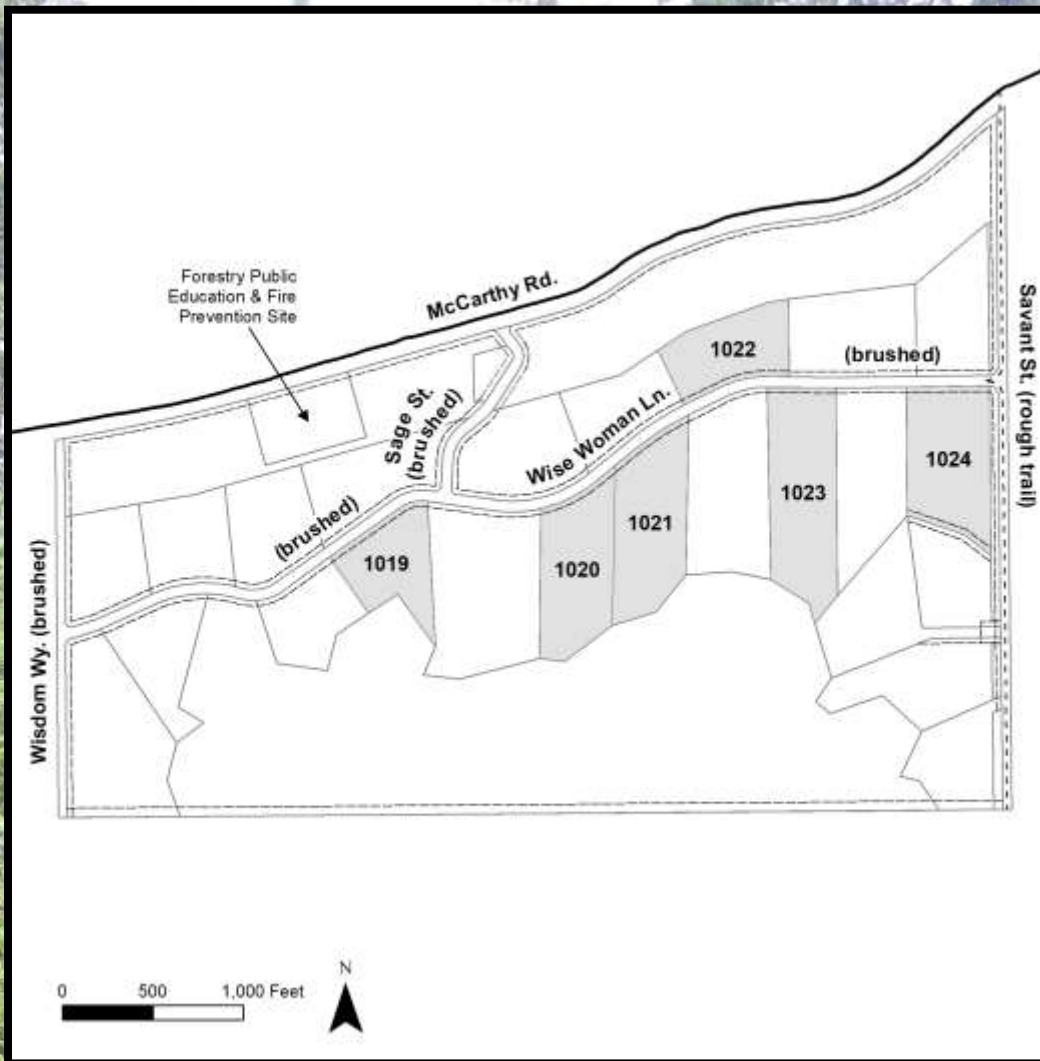 Forestry Public
Education & Fire
Prevention Site
McCarthy Rd.
Savant St. (rough trail)
1022
(brushed)
Sage St.
(brushed)
Wise Woman Ln.
1024
1023
1021
(brushed)
1019
1020
Wisdom Wy. (brushed)
N
0 500 1,000 Feet